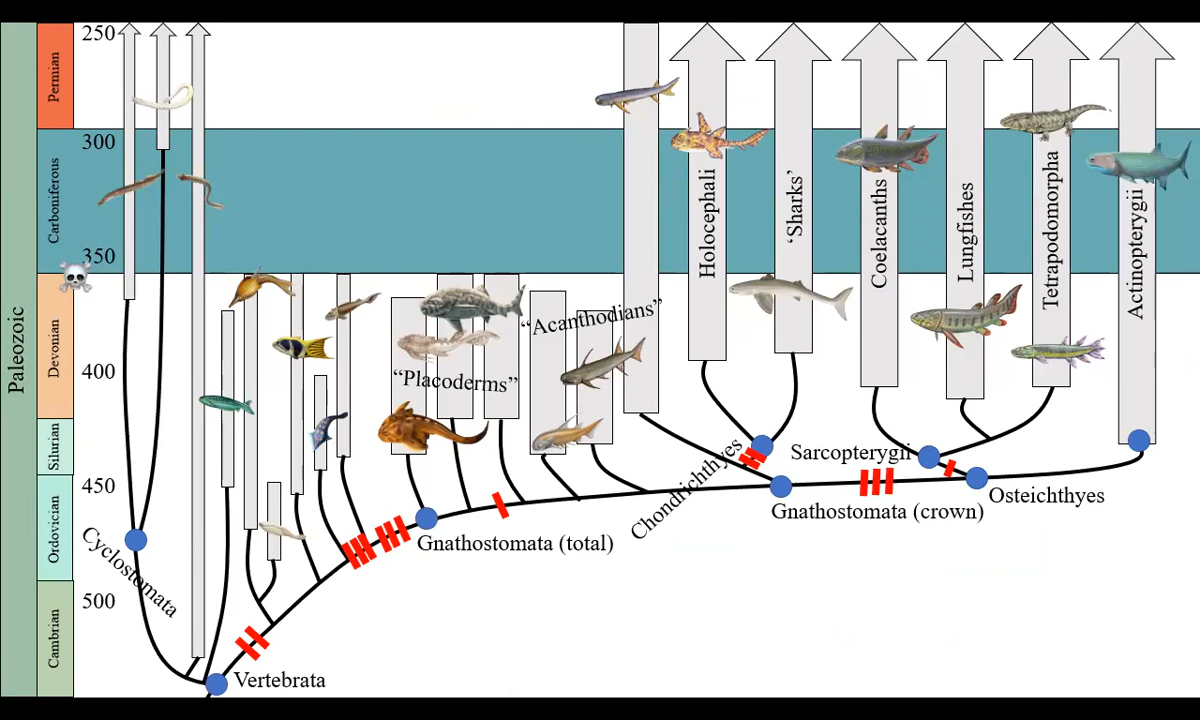 Paleozoic
Permian
Carboniferous
Devonian
Silurian
Ordovician
Cambrian
250
300
350
400
450
500
Cyclostomata
Vertebrata
“Placoderms”
“Acanthodians”
Gnathostomata (total)
Chondrichthyes
Holocephali
‘Sharks’
Gnathostomata (crown)
Sarcopterygii
Osteichthyes
Coelacanths
Lungfishes
Tetrapodomorpha
Actinopterygii